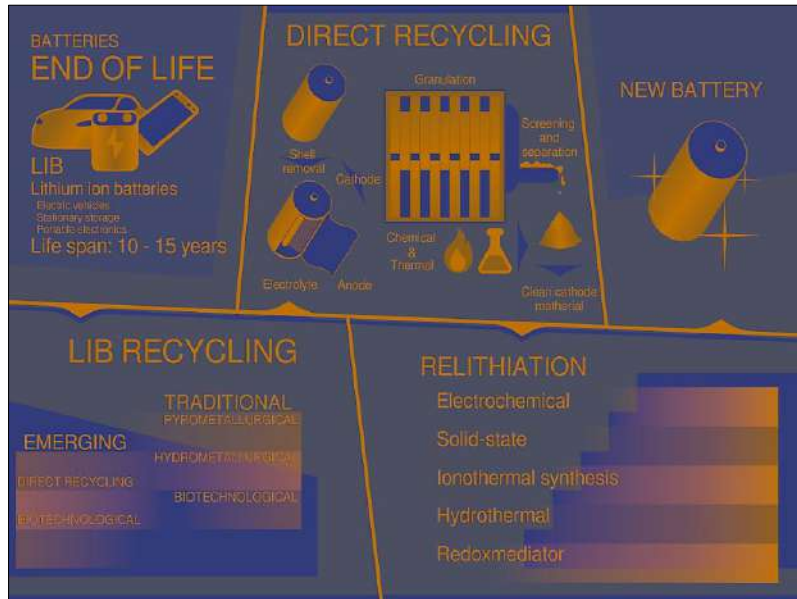 BATTERIES
END OF LIFE
LIB
Lithium ion batteries
Electric vehicles
Stationary storage
Portable electronics
Life span: 10 - 15 years
DIRECT RECYCLING
Shell
removal
Granulation
Screening
and
separation
Cathode
Electrolyte
Anode
Chemical
&
Thermal
Clean cathode
matherial
NEW BATTERY
LIB RECYCLING
TRADITIONAL
PYROMETALLURGICAL
HYDROMETALLURGICAL
BIOTECHNOLOGICAL
EMERGING
DIRECT RECYCLING
BIOTECHNOLOGICAL
RELITHIATION
Electrochemical
Solid-state
Ionothermal synthesis
Hydrothermal
Redoxmediator